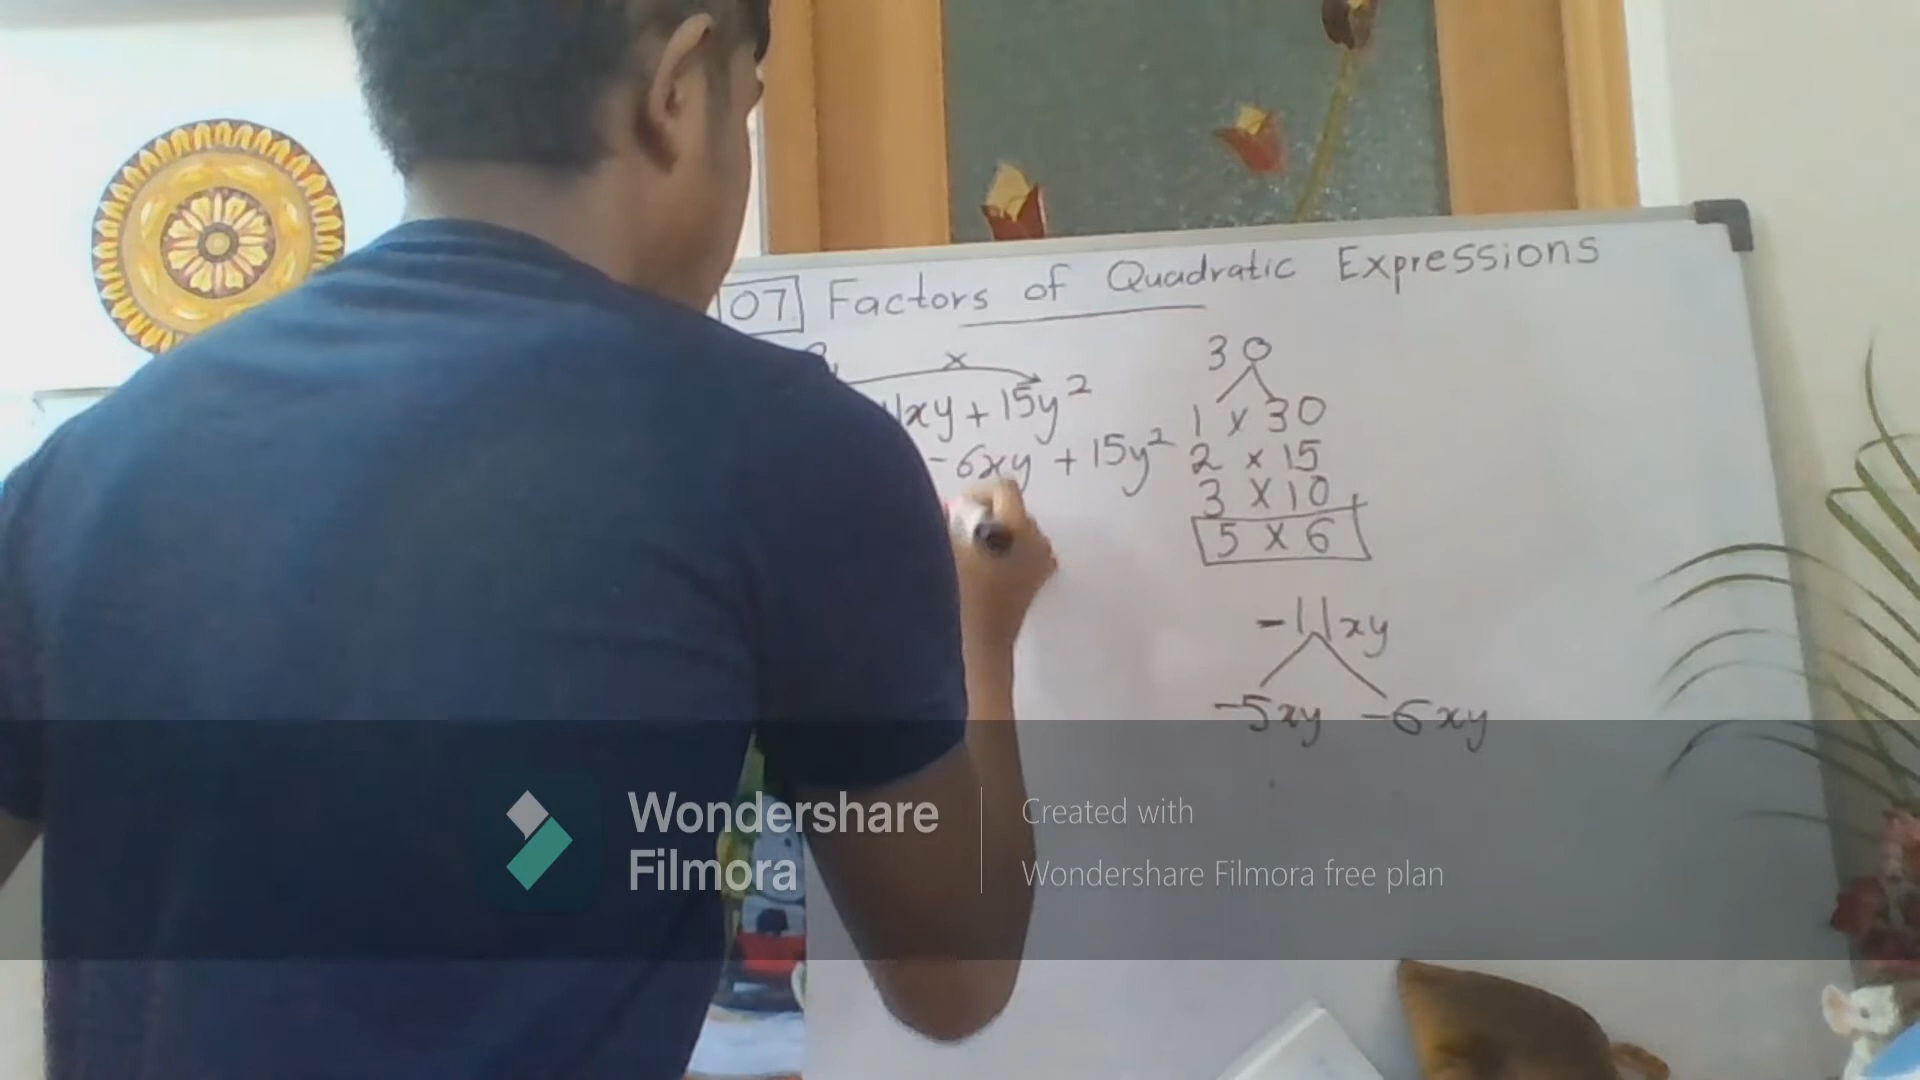 07. Factors of Quadratic Expressions
x
xy + 15y²
- 6xy + 15y²
30
1 x 30
2 x 15
3 x 10
5 x 6
-11xy
-5xy -6xy
Wondershare Filmora
Created with
Wondershare Filmora free plan